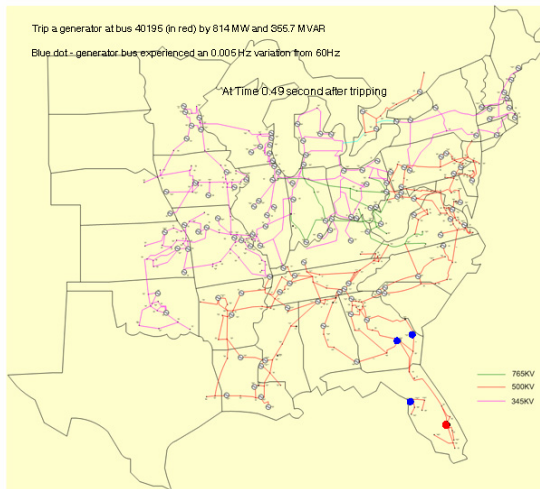 Trip a generator at bus 40195 (in red) by 814 MW and 355.7 MVAR
Blue dot - generator bus experienced an 0.005 Hz variation from 60Hz
At Time 0.49 second after tripping
765KV
500KV
345KV